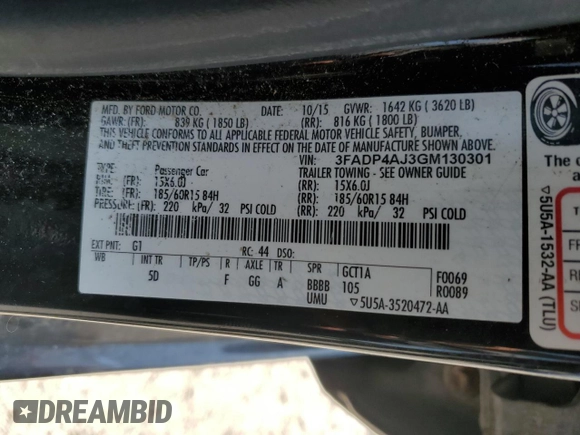 MFD. BY FORD MOTOR CO. DATE: 10/15 GVWR: 1642 KG ( 3620 LB)
GAWR: (FR): 839 KG ( 1850 LB) (RR): 816 KG ( 1800 LB)
THIS VEHICLE CONFORMS TO ALL APPLICABLE FEDERAL MOTOR VEHICLE SAFETY, BUMPER,
AND THEFT PREVENTION STANDARDS IN EFFECT ON THE DATE OF MANUFACTURE SHOWN ABOVE.
VIN: 3FADP4AJ3GM130301
TYPE: Passenger Car TRAILER TOWING - SEE OWNER GUIDE
RIM: (FR): 15X6.0J (RR): 15X6.0J
TIRE: (FR): 185/60R15 84H (RR): 185/60R15 84H
PRESSURE: (FR): 220 kPa/ 32 PSI COLD (RR): 220 kPa/ 32 PSI COLD
EXT PNT: G1 RC: 44 DSO:
WB INT TR TP/PS R AXLE TR SPR GCT1A F0069
5D F GG A BBBB 105 R0089
UMU ▽5U5A-3520472-AA
The c
occu
▽5U5A-1532-AA (TLU)
T
FR
RE
SP
DREAMBID